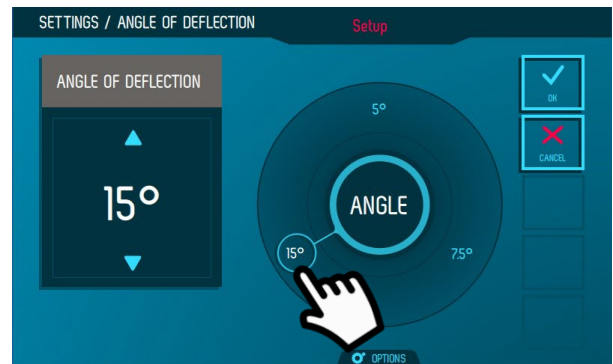 SETTINGS / ANGLE OF DEFLECTION
Setup
ANGLE OF DEFLECTION
15°
5°
ANGLE
15°
7.5°
OK
CANCEL
OPTIONS